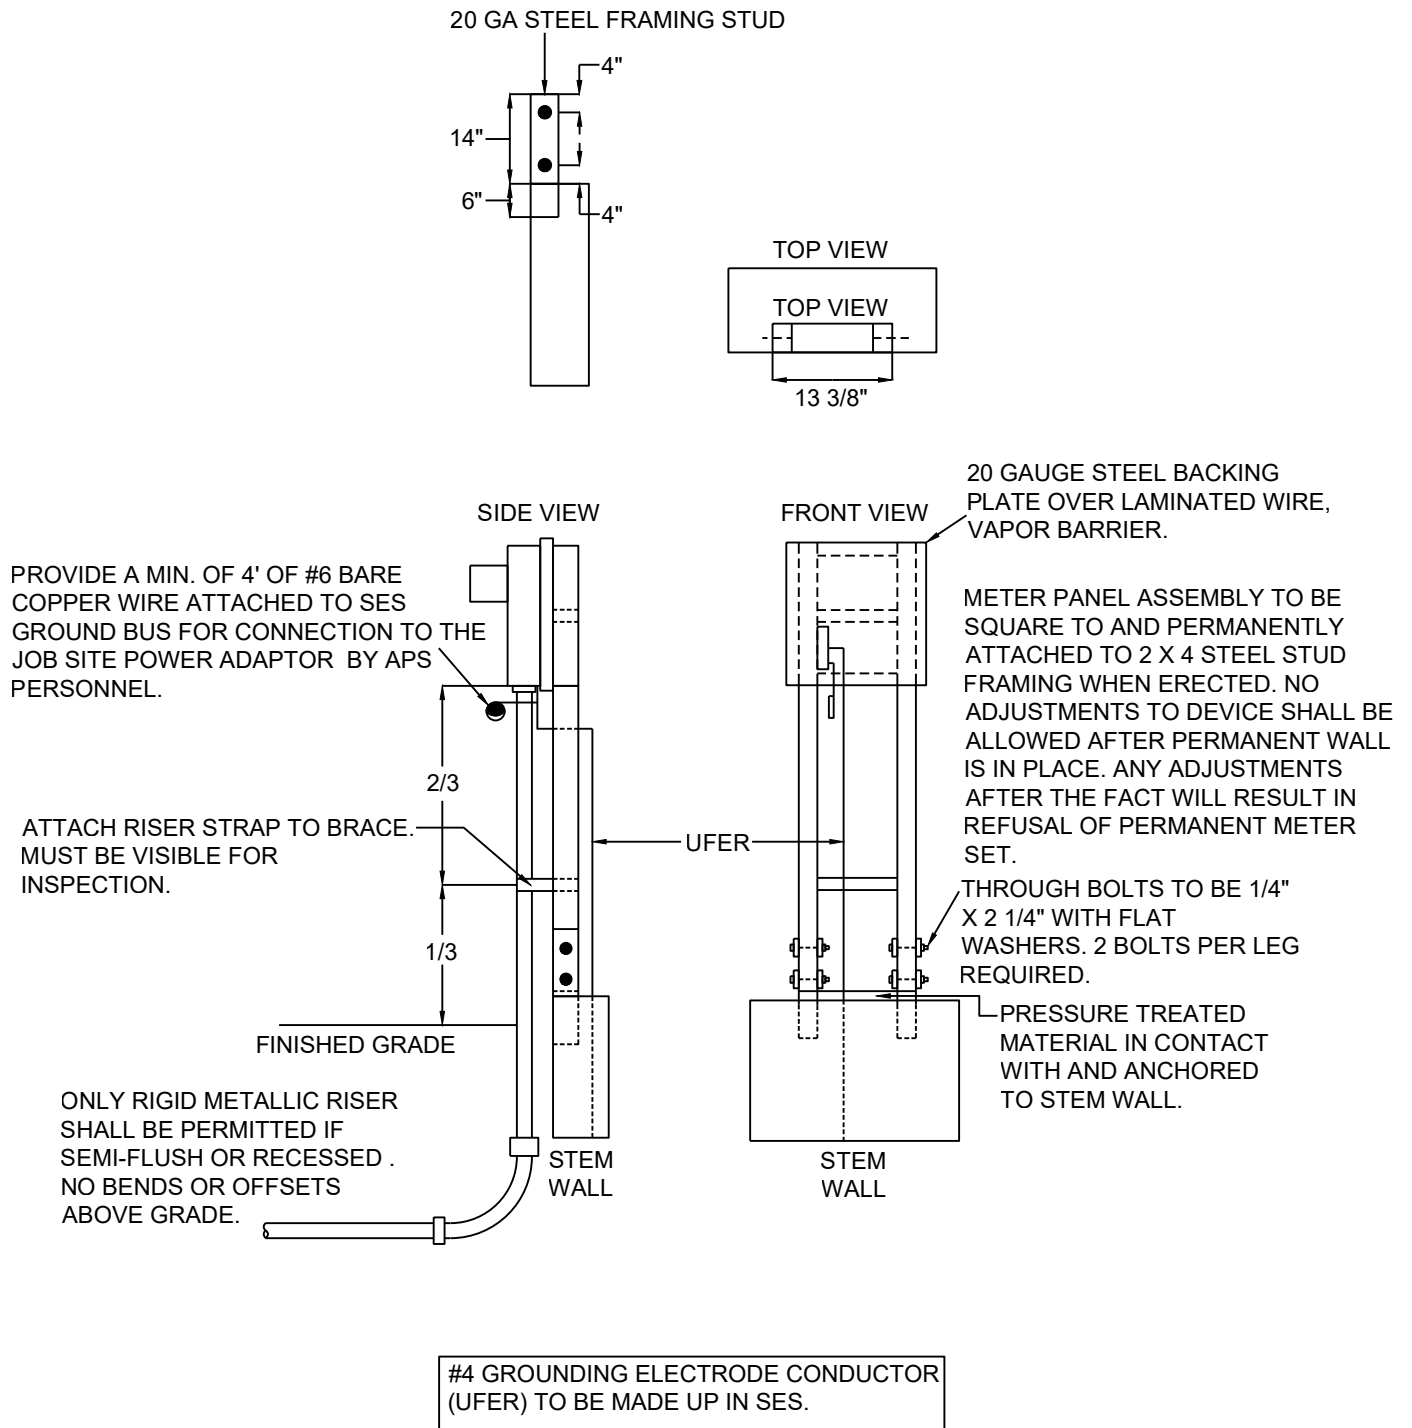 20 GA STEEL FRAMING STUD
4"
14"
6"
4"
TOP VIEW
TOP VIEW
13 3/8"
20 GAUGE STEEL BACKING
PLATE OVER LAMINATED WIRE,
VAPOR BARRIER.
SIDE VIEW
FRONT VIEW
PROVIDE A MIN. OF 4' OF #6 BARE
COPPER WIRE ATTACHED TO SES
GROUND BUS FOR CONNECTION TO THE
JOB SITE POWER ADAPTOR BY APS
PERSONNEL.
METER PANEL ASSEMBLY TO BE
SQUARE TO AND PERMANENTLY
ATTACHED TO 2 X 4 STEEL STUD
FRAMING WHEN ERECTED. NO
ADJUSTMENTS TO DEVICE SHALL BE
ALLOWED AFTER PERMANENT WALL
IS IN PLACE. ANY ADJUSTMENTS
AFTER THE FACT WILL RESULT IN
REFUSAL OF PERMANENT METER
SET.
2/3
ATTACH RISER STRAP TO BRACE.
MUST BE VISIBLE FOR
INSPECTION.
UFER
THROUGH BOLTS TO BE 1/4"
X 2 1/4" WITH FLAT
WASHERS. 2 BOLTS PER LEG
REQUIRED.
1/3
FINISHED GRADE
PRESSURE TREATED
MATERIAL IN CONTACT
WITH AND ANCHORED
TO STEM WALL.
ONLY RIGID METALLIC RISER
SHALL BE PERMITTED IF
SEMI-FLUSH OR RECESSED .
NO BENDS OR OFFSETS
ABOVE GRADE.
STEM
WALL
STEM
WALL
#4 GROUNDING ELECTRODE CONDUCTOR
(UFER) TO BE MADE UP IN SES.